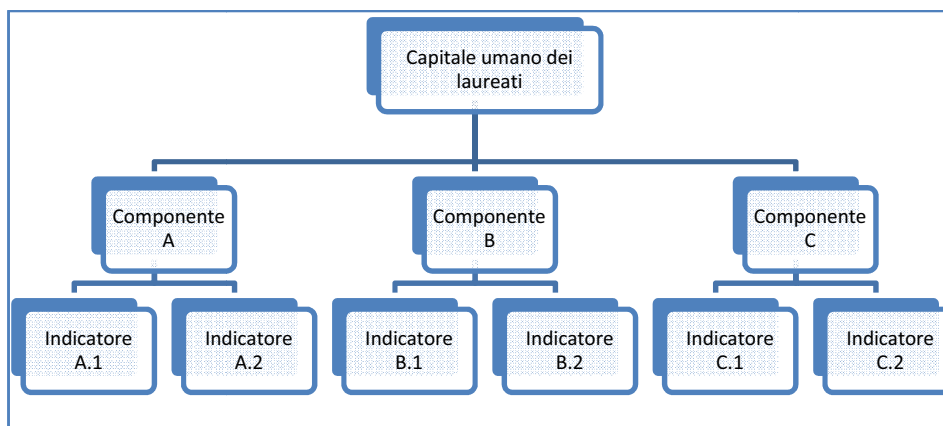 Capitale umano dei
laureati
Componente
A
Componente
B
Componente
C
Indicatore
A.1
Indicatore
A.2
Indicatore
B.1
Indicatore
B.2
Indicatore
C.1
Indicatore
C.2